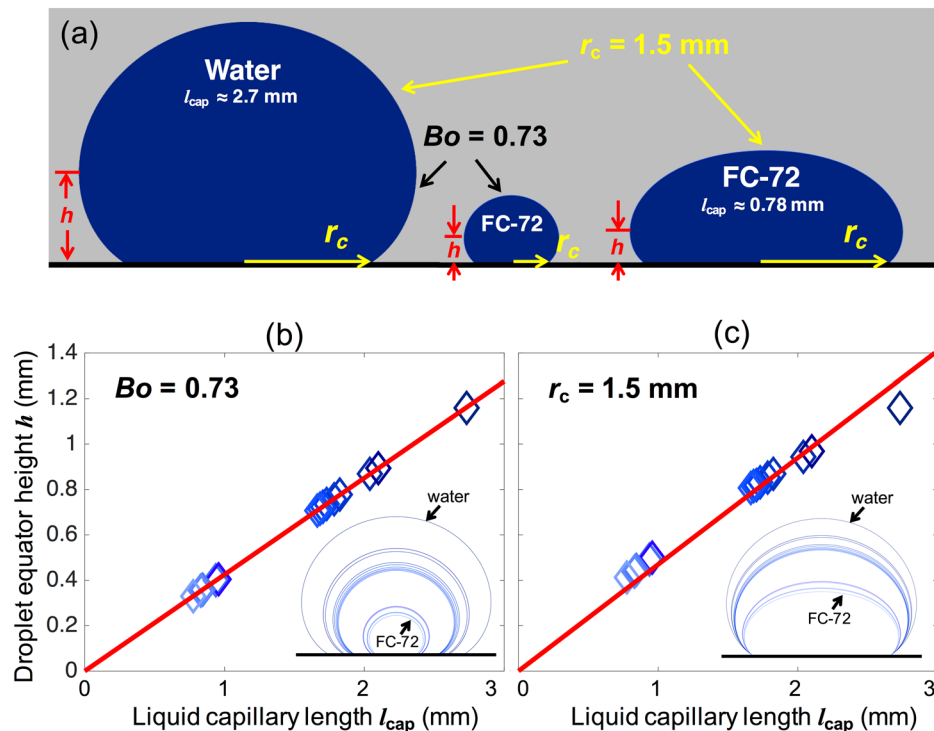 (a)
Water
lcap ≈ 2.7 mm
rc = 1.5 mm
Bo = 0.73
FC-72
lcap ≈ 0.78 mm
FC-72
h
h
h
rc
rc
rc
(b)
(c)
Droplet equator height h (mm)
1.4
1.2
1
0.8
0.6
0.4
0.2
0
Bo = 0.73
water
FC-72
0
1
2
3
Liquid capillary length lcap (mm)
rc = 1.5 mm
water
FC-72
0
1
2
3
Liquid capillary length lcap (mm)